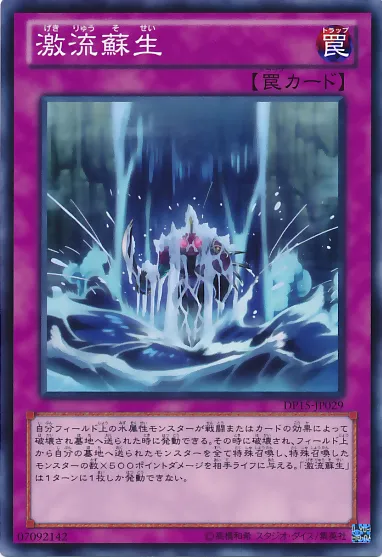 げきりゅうそせい
激流蘇生
トラップ
罠
【罠カード】
DP15-JP029
自分フィールド上の水属性モンスターが戦闘またはカードの効果によって
破壊され墓地へ送られた時に発動できる。その時に破壊され、フィールド上
から自分の墓地へ送られたモンスターを全て特殊召喚し、特殊召喚した
モンスターの数×500ポイントダメージを相手ライフに与える。「激流蘇生」
は1ターンに1枚しか発動できない。
07092142
©高橋和希 スタジオ・ダイス/集英社